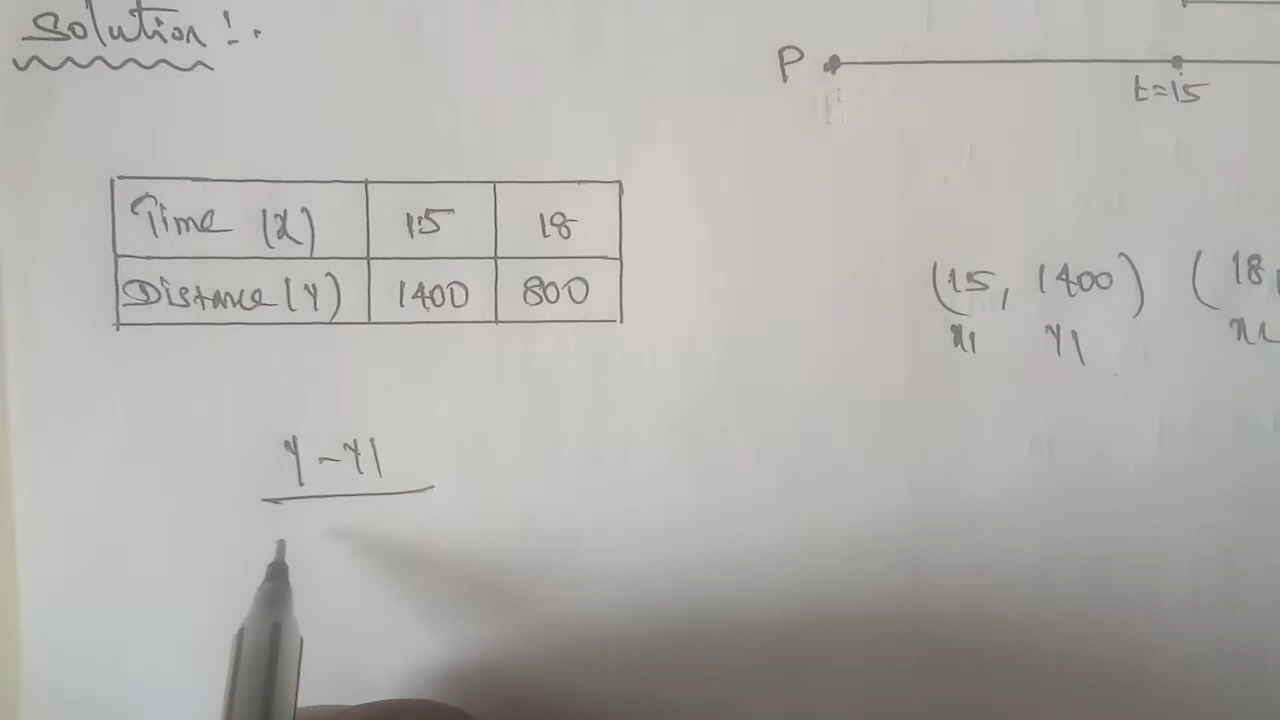 Solution :.
P
t=15
Time (x) 15 18
Distance (Y) 1400 800
(15, 1400) (18,
x1 Y1
Y-Y1